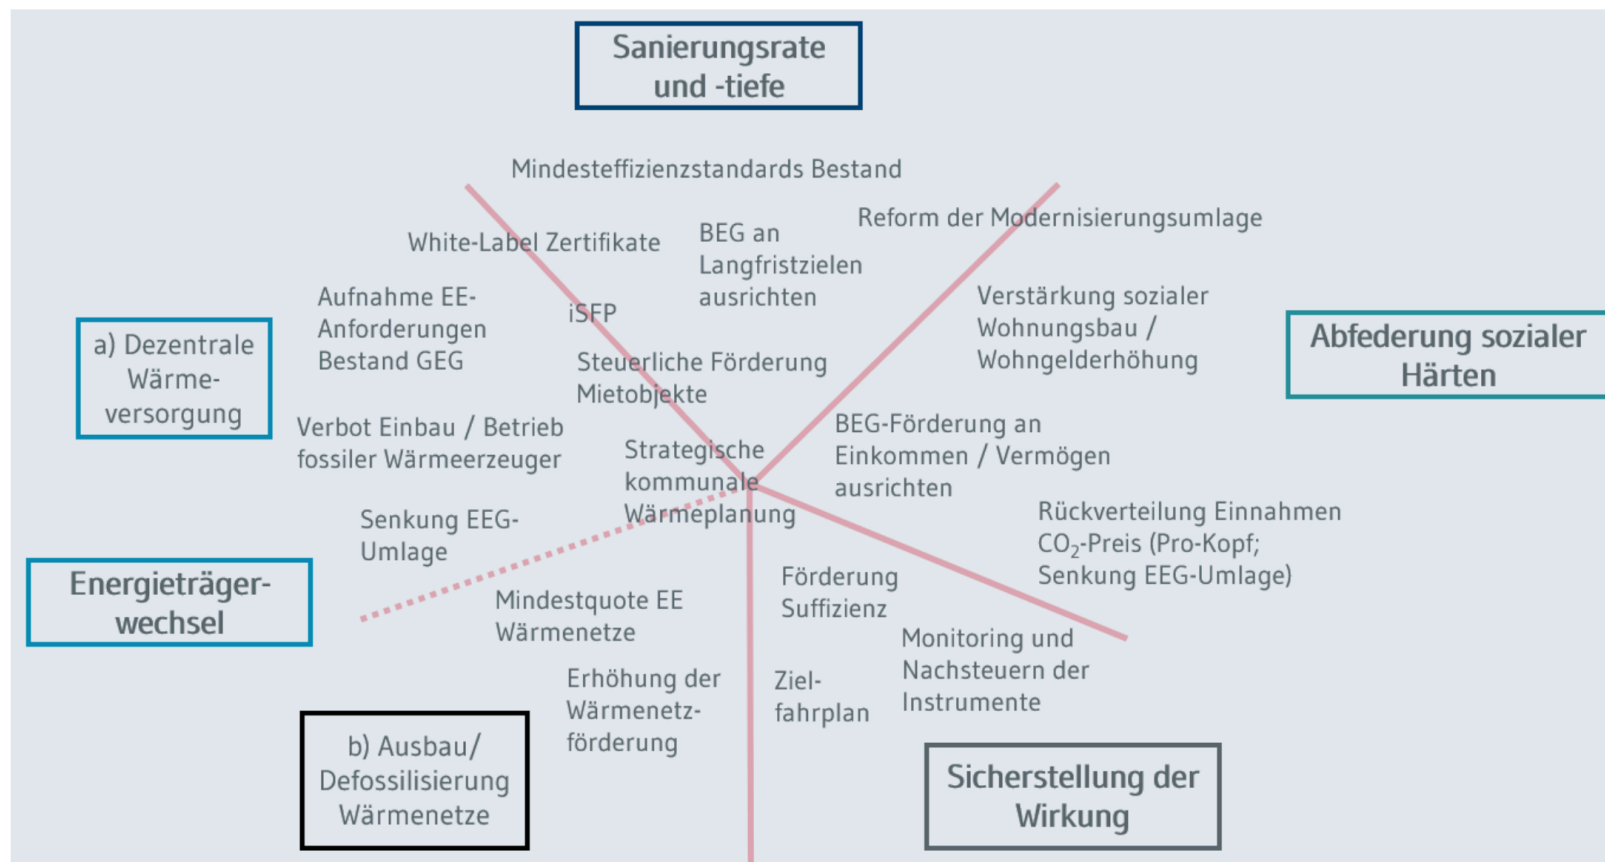 Sanierungsrate
und -tiefe
Mindesteffizienzstandards Bestand
White-Label Zertifikate
BEG an
Langfristzielen
ausrichten
Reform der Modernisierungsumlage
Aufnahme EE-
Anforderungen
Bestand GEG
iSFP
Verstärkung sozialer
Wohnungsbau /
Wohngelderhöhung
a) Dezentrale
Wärme-
versorgung
Steuerliche Förderung
Mietobjekte
Abfederung sozialer
Härten
Verbot Einbau / Betrieb
fossiler Wärmeerzeuger
Strategische
kommunale
Wärmeplanung
BEG-Förderung an
Einkommen / Vermögen
ausrichten
Senkung EEG-
Umlage
Rückverteilung Einnahmen
CO₂-Preis (Pro-Kopf;
Senkung EEG-Umlage)
Energieträger-
wechsel
Mindestquote EE
Wärmenetze
Förderung
Suffizienz
Monitoring und
Nachsteuern der
Instrumente
Erhöhung der
Wärmenetz-
förderung
Ziel-
fahrplan
b) Ausbau/
Defossilisierung
Wärmenetze
Sicherstellung der
Wirkung